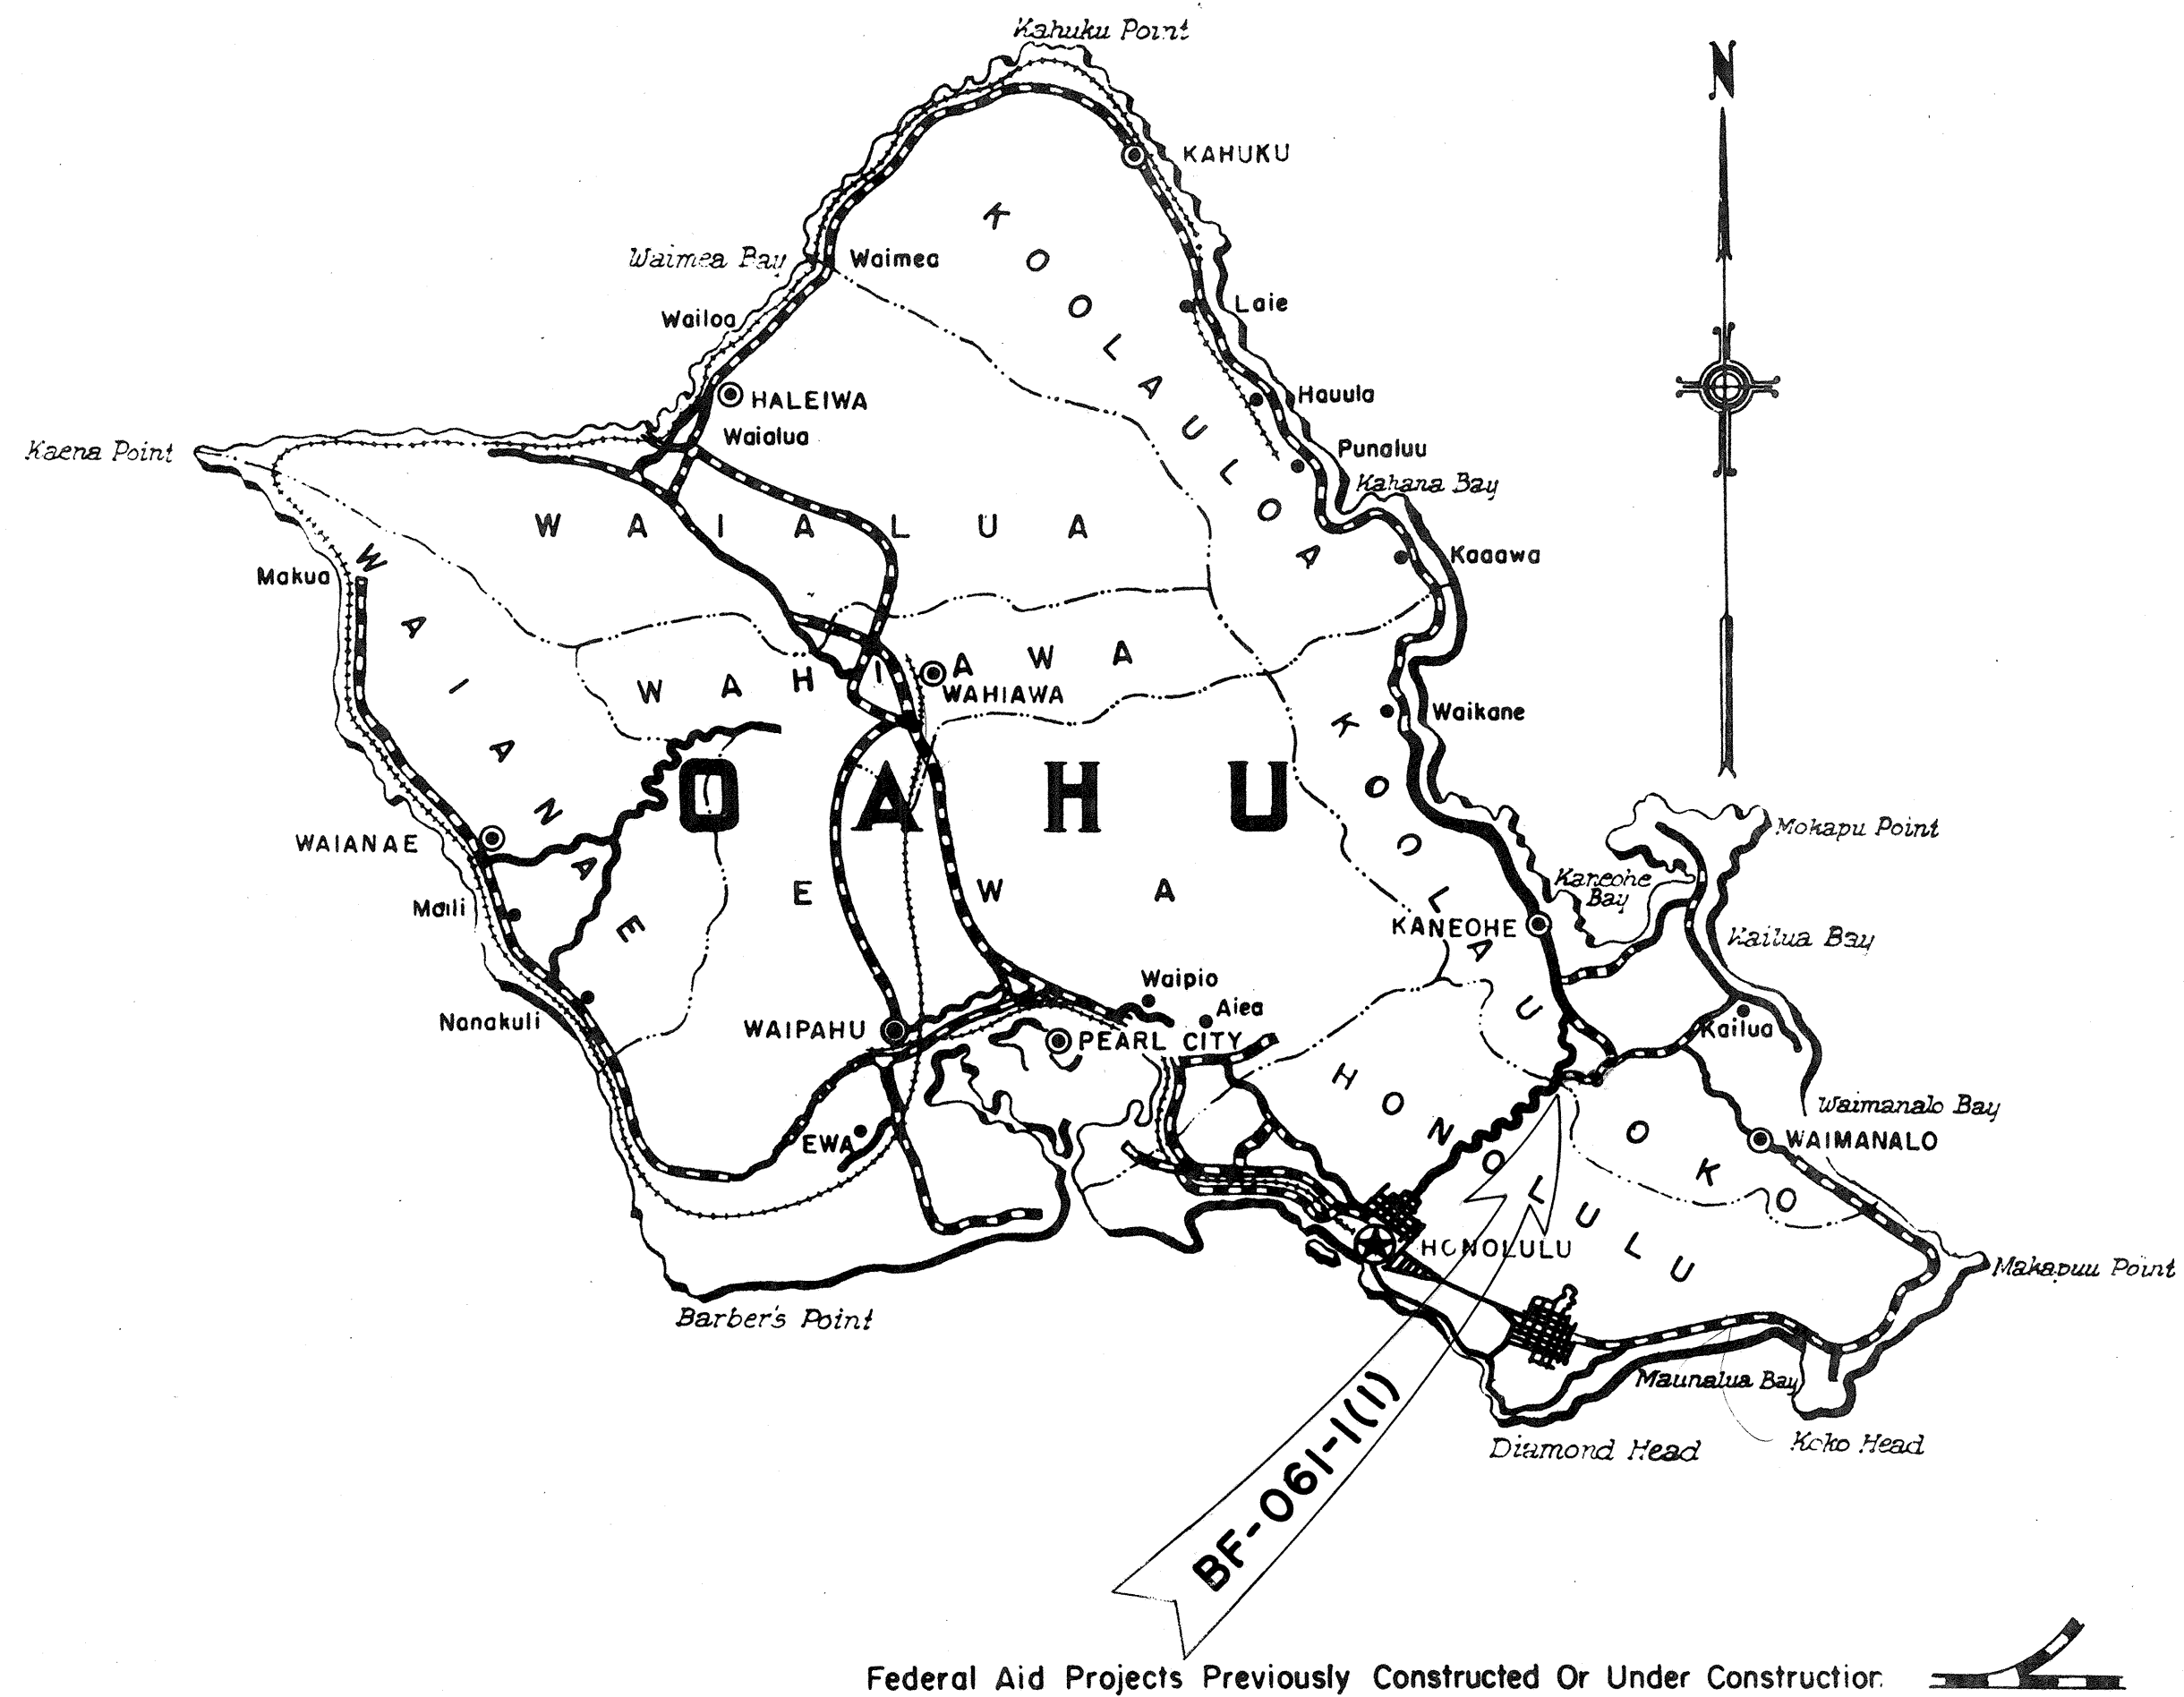 Kahuku Point
N
KAHUKU
Waimea Bay
Waimea
KOOLAULOA
Laie
Wailoa
HALEIWA
Hauula
Waialua
Punaluu
Kaena Point
Kahana Bay
WAIALUA
Kaaawa
Makua
WAIANAE
WAHIAWA
WAHIAWA
Waikane
KOOLAUPOKO
OAHU
Mokapu Point
WAIANAE
Kaneohe
Bay
EWA
Maili
KANEOHE
Kailua Bay
Waipio
Aiea
Nanakuli
WAIPAHU
PEARL CITY
Kailua
HONOLULU
Waimanalo Bay
EWA
WAIMANALO
HONOLULU
Makapuu Point
Barber's Point
Maunalua Bay
Diamond Head
Koko Head
BF-061-1(1)
Federal Aid Projects Previously Constructed Or Under Construction